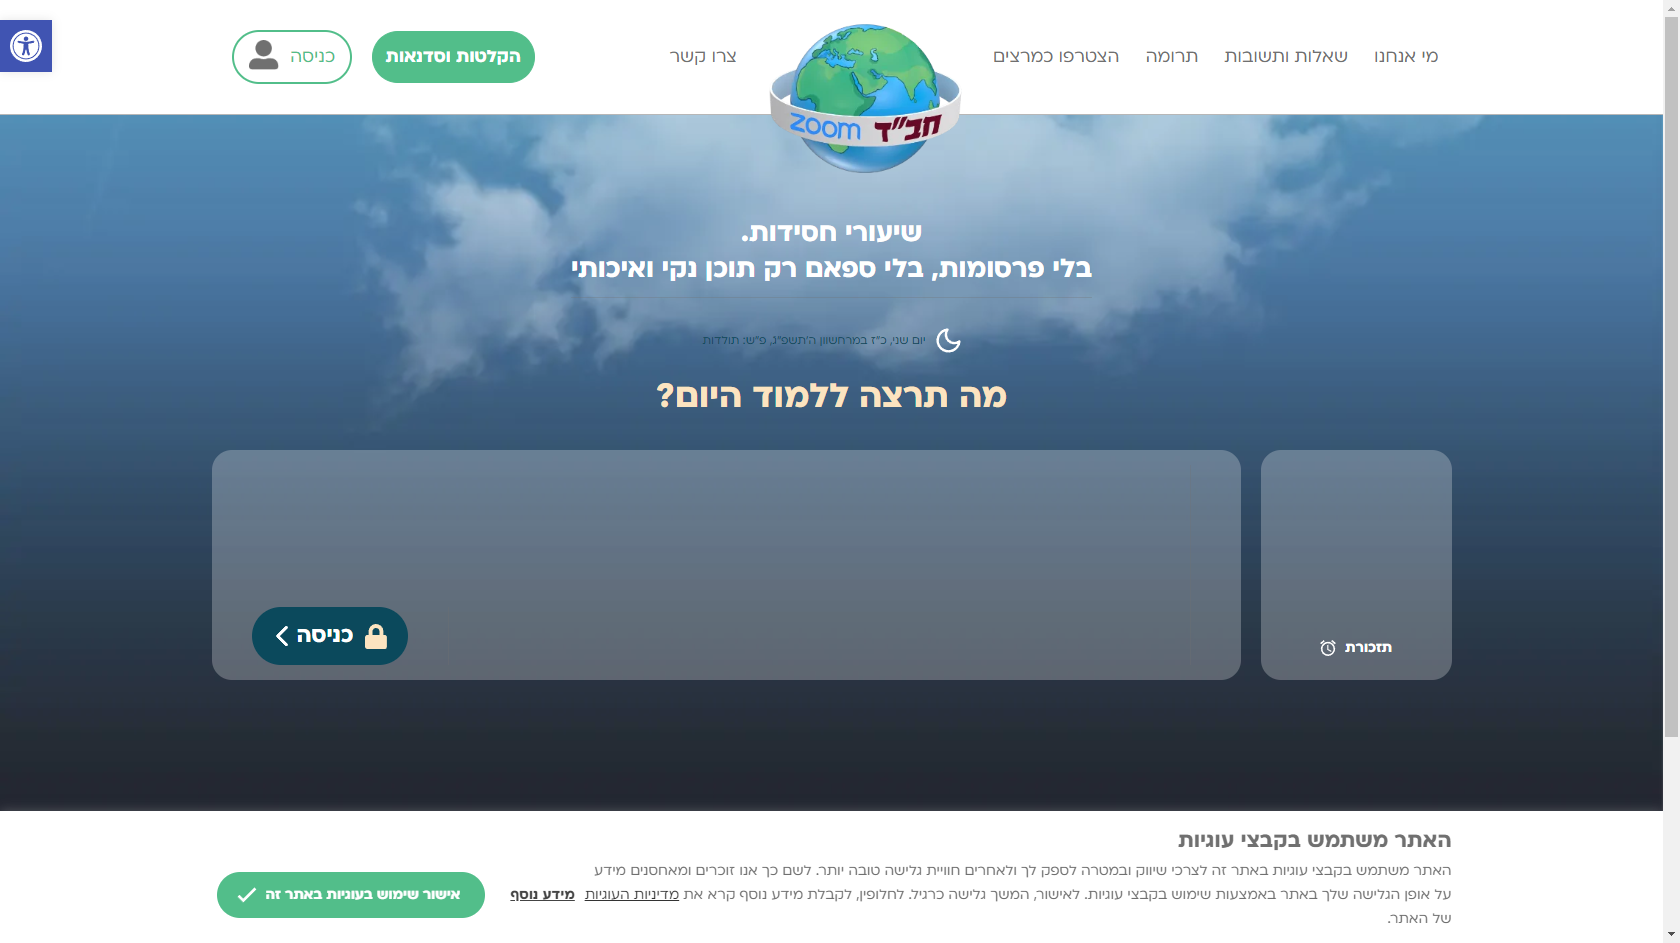 מי אנחנו
שאלות ותשובות
תרומה
הצטרפו כמרצים
חב"ד zoom
צרו קשר
הקלטות וסדנאות
כניסה
שיעורי חסידות.
בלי פרסומות, בלי ספאם רק תוכן נקי ואיכותי
יום שני, כ"ז במרחשוון ה'תשפ"ג, פ"ש: תולדות
מה תרצה ללמוד היום?
תזכורת
כניסה
האתר משתמש בקבצי עוגיות
האתר משתמש בקבצי עוגיות באתר זה לצרכי שיווק ובמטרה לספק לך ולאחרים חוויית גלישה טובה יותר. לשם כך אנו זוכרים ומאחסנים מידע
על אופן הגלישה שלך באתר באמצעות שימוש בקבצי עוגיות. לאישור, המשך גלישה כרגיל. לחלופין, לקבלת מידע נוסף קרא את מדיניות העוגיות מידע נוסף
של האתר.
אישור שימוש בעוגיות באתר זה